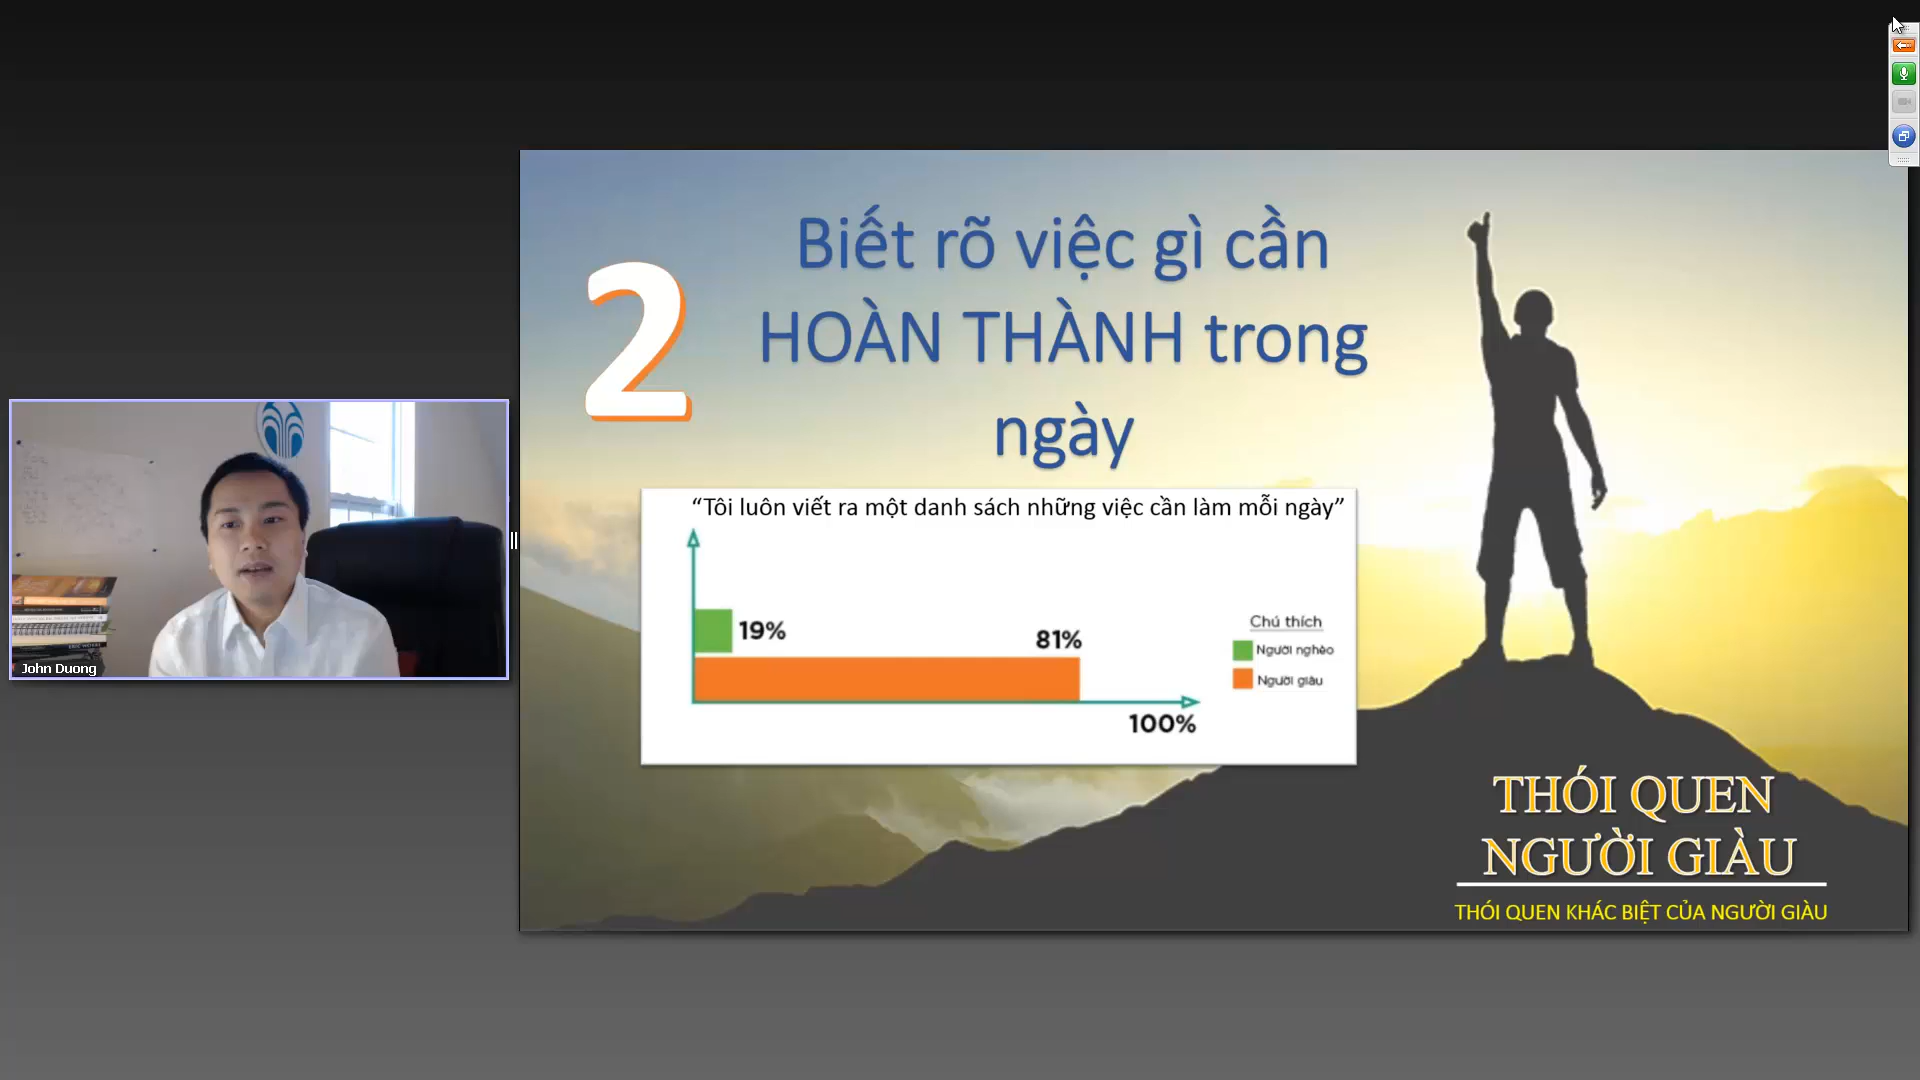 2
Biết rõ việc gì cần
HOÀN THÀNH trong
ngày
“Tôi luôn viết ra một danh sách những việc cần làm mỗi ngày”
19%
81%
100%
Chú thích
Người nghèo
Người giàu
THÓI QUEN
NGƯỜI GIÀU
THÓI QUEN KHÁC BIỆT CỦA NGƯỜI GIÀU
John Duong